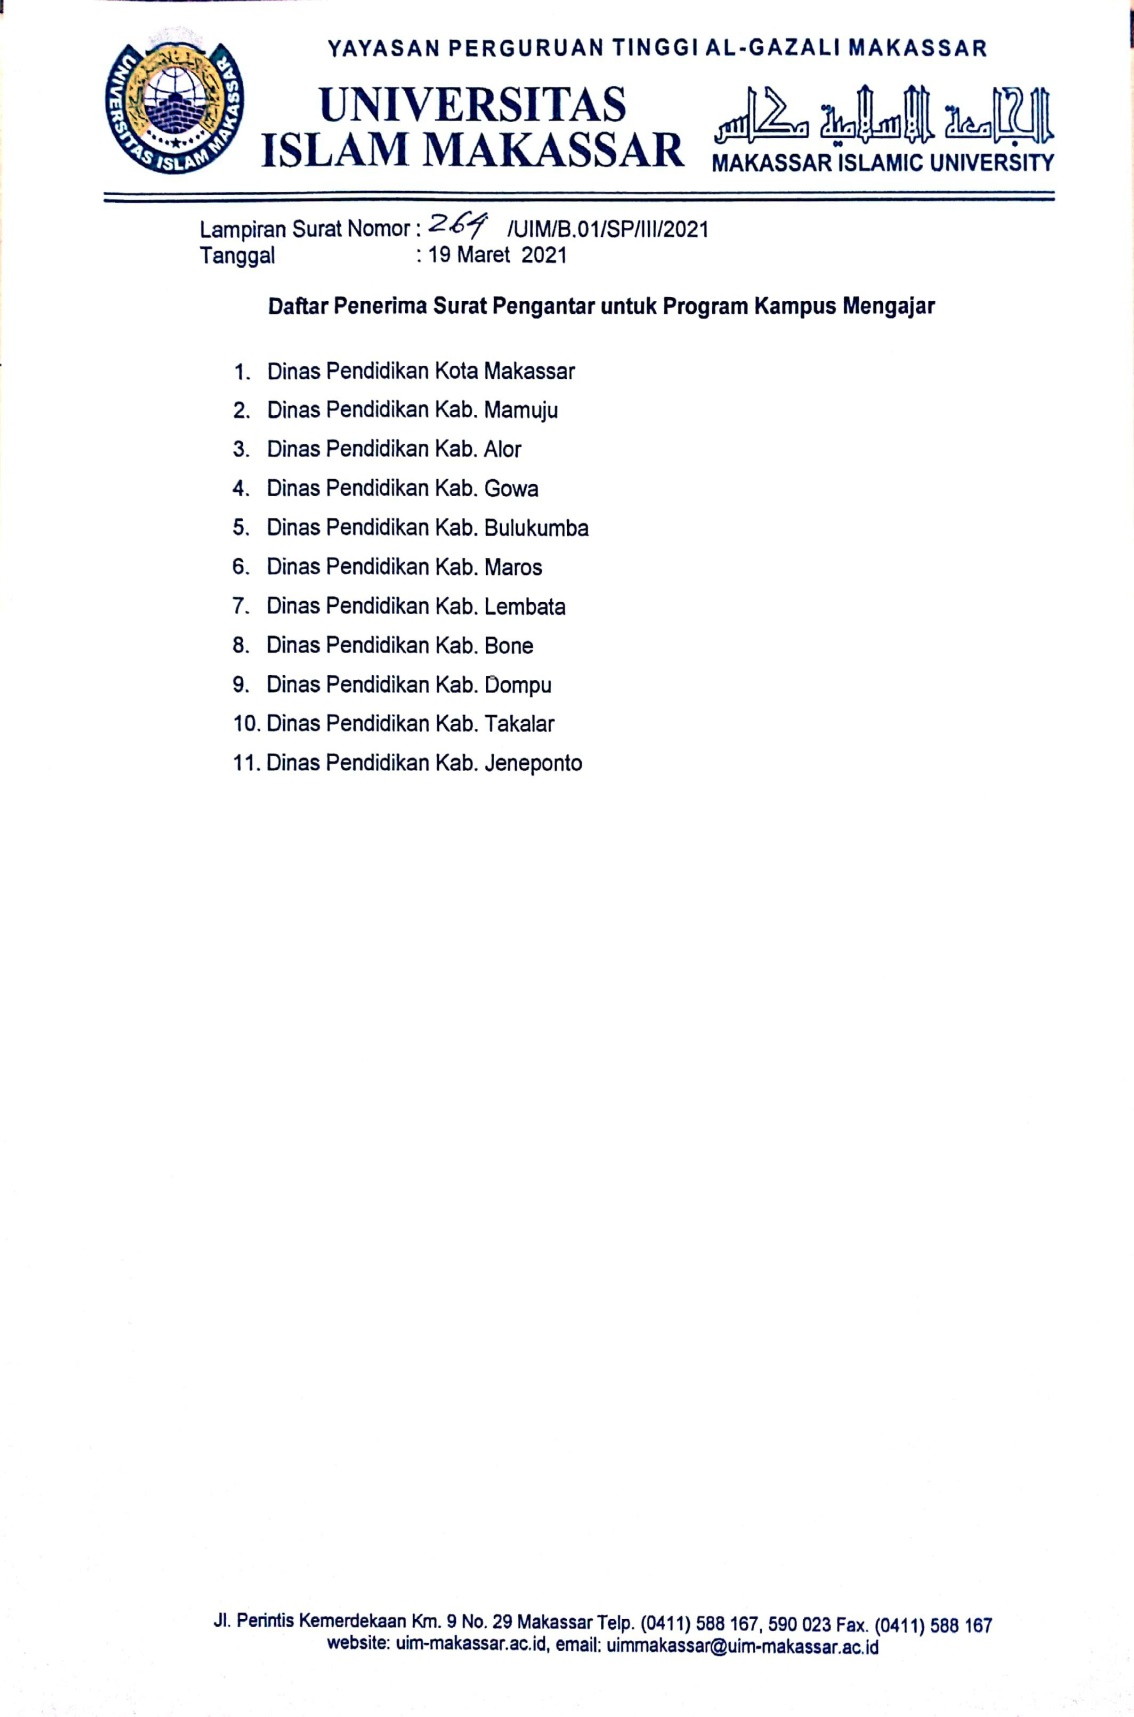 YAYASAN PERGURUAN TINGGI AL-GAZALI MAKASSAR
UNIVERSITAS ISLAM MAKASSAR
UNIVERSITAS
ISLAM MAKASSAR
الجامعة الإسلامية مكاسر
MAKASSAR ISLAMIC UNIVERSITY
Lampiran Surat Nomor : 264 /UIM/B.01/SP/III/2021
Tanggal : 19 Maret 2021
Daftar Penerima Surat Pengantar untuk Program Kampus Mengajar
1. Dinas Pendidikan Kota Makassar
2. Dinas Pendidikan Kab. Mamuju
3. Dinas Pendidikan Kab. Alor
4. Dinas Pendidikan Kab. Gowa
5. Dinas Pendidikan Kab. Bulukumba
6. Dinas Pendidikan Kab. Maros
7. Dinas Pendidikan Kab. Lembata
8. Dinas Pendidikan Kab. Bone
9. Dinas Pendidikan Kab. Dompu
10. Dinas Pendidikan Kab. Takalar
11. Dinas Pendidikan Kab. Jeneponto
Jl. Perintis Kemerdekaan Km. 9 No. 29 Makassar Telp. (0411) 588 167, 590 023 Fax. (0411) 588 167
website: uim-makassar.ac.id, email: uimmakassar@uim-makassar.ac.id